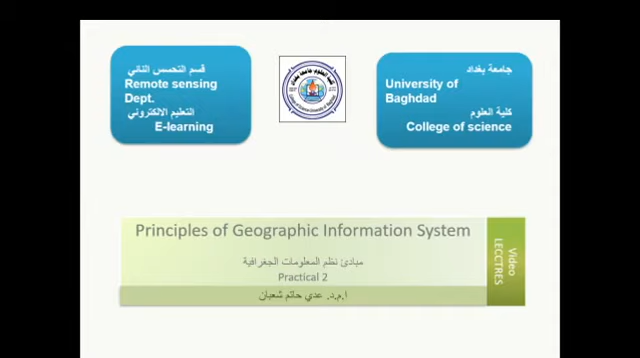 قسم التحسس النائي
Remote sensing
Dept.
التعليم الالكتروني
E-learning
جامعة بغداد
University of
Baghdad
كلية العلوم
College of science
Principles of Geographic Information System
مبادئ نظم المعلومات الجغرافية
Practical 2
ا.م.د. عدي حاتم شعبان
Video
LECCTRES